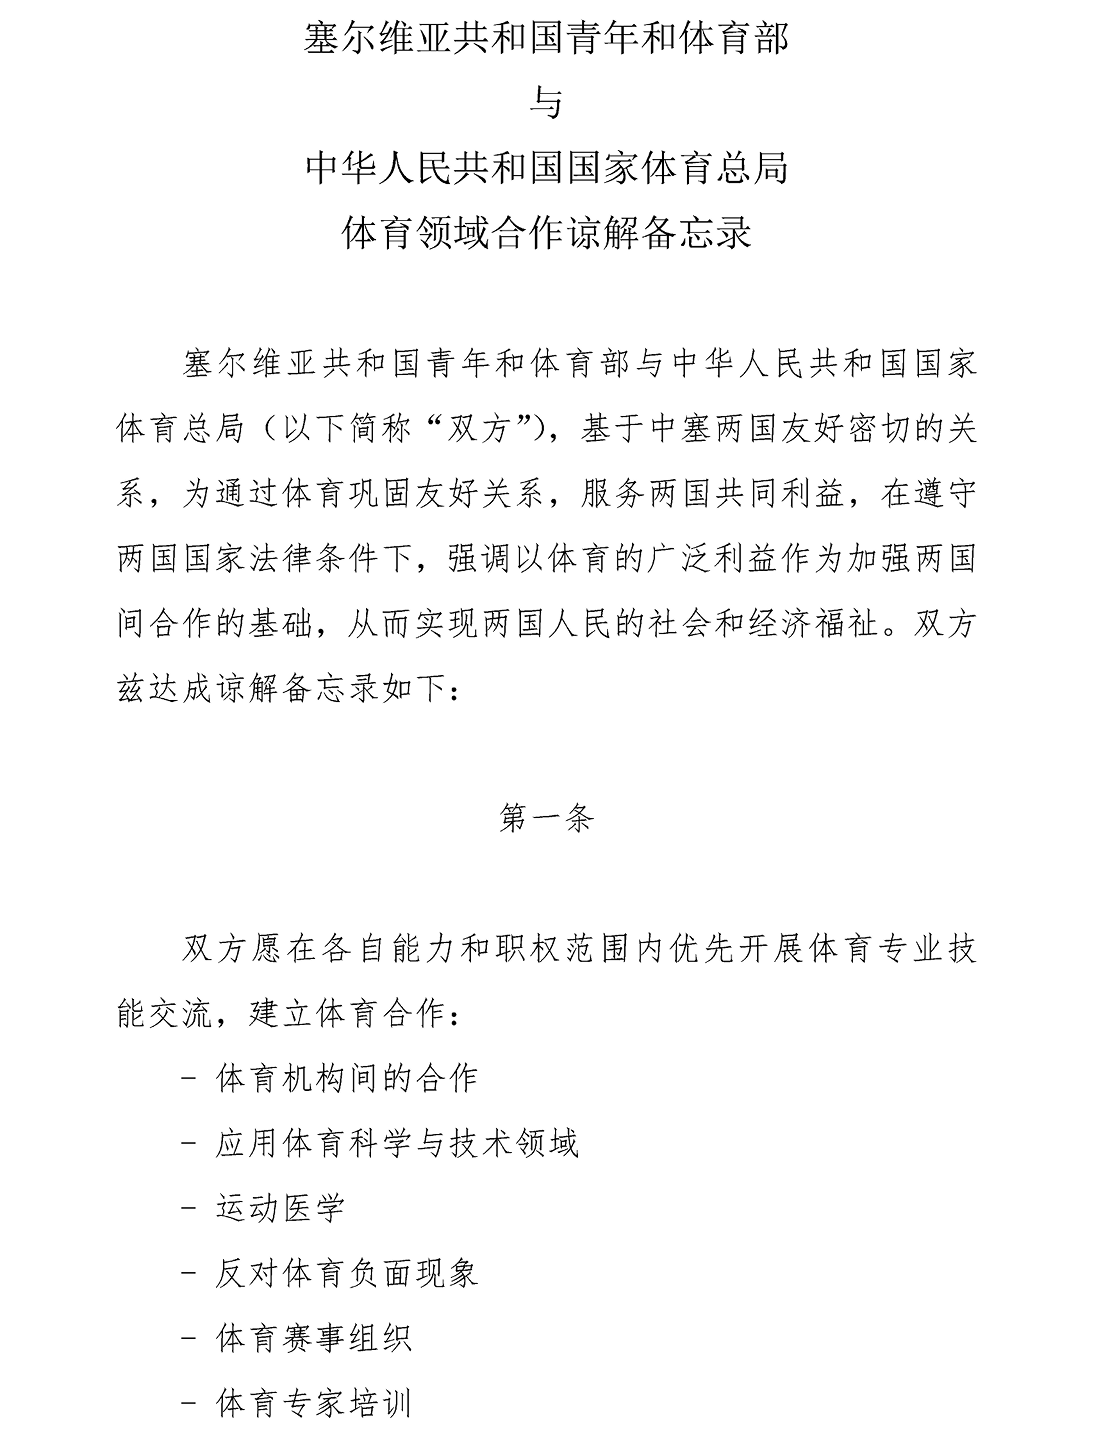 塞尔维亚共和国青年和体育部
与
中华人民共和国国家体育总局
体育领域合作谅解备忘录
塞尔维亚共和国青年和体育部与中华人民共和国国家
体育总局（以下简称“双方”），基于中塞两国友好密切的关
系，为通过体育巩固友好关系，服务两国共同利益，在遵守
两国国家法律条件下，强调以体育的广泛利益作为加强两国
间合作的基础，从而实现两国人民的社会和经济福祉。双方
兹达成谅解备忘录如下：
第一条
双方愿在各自能力和职权范围内优先开展体育专业技
能交流，建立体育合作：
- 体育机构间的合作
- 应用体育科学与技术领域
- 运动医学
- 反对体育负面现象
- 体育赛事组织
- 体育专家培训